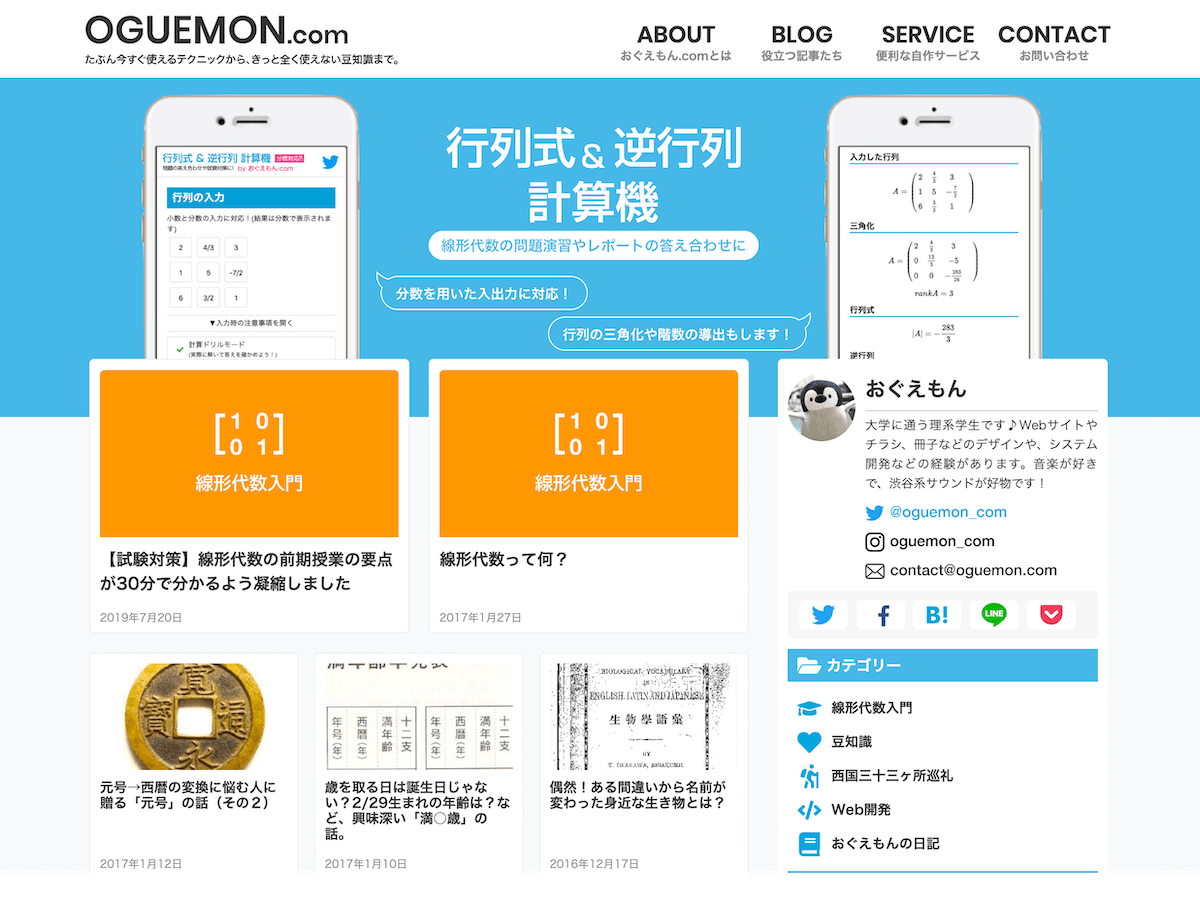 OGUEMON.com
たぶん今すぐ使えるテクニックから、きっと全く使えない豆知識まで。
ABOUT
おぐえもん.comとは
BLOG
役立つ記事たち
SERVICE
便利な自作サービス
CONTACT
お問い合わせ
行列式 & 逆行列 計算機 分数対応!!
問題の答え合わせや試験対策に! by おぐえもん.com
行列の入力
小数と分数の入力に対応！(結果は分数で表示されま
す)
2 4/3 3
1 5 -7/2
6 3/2 1
▼入力時の注意事項を開く
計算ドリルモード
(実際に解いて答えを確かめよう！)
行列式 & 逆行列
計算機
線形代数の問題演習やレポートの答え合わせに
分数を用いた入出力に対応！
行列の三角化や階数の導出もします！
入力した行列
A = ( 2 4/3 3
1 5 -7/2
6 3/2 1 )
三角化
A = ( 2 4/3 3
0 13/3 -5
0 0 -283/26 )
rankA = 3
行列式
|A| = -283/3
逆行列
[1 0
0 1]
線形代数入門
【試験対策】線形代数の前期授業の要点
が30分で分かるよう凝縮しました
2019年7月20日
[1 0
0 1]
線形代数入門
線形代数って何？
2017年1月27日
おぐえもん
大学に通う理系学生です♪Webサイトや
チラシ、冊子などのデザインや、システム
開発などの経験があります。音楽が好き
で、渋谷系サウンドが好物です！
@oguemon_com
oguemon_com
contact@oguemon.com
B!
LINE
カテゴリー
線形代数入門
豆知識
西国三十三ヶ所巡礼
Web開発
おぐえもんの日記
寛
寳 通
永
元号→西暦の変換に悩む人に
贈る「元号」の話（その２）
2017年1月12日
満年齢早見表
年号(年) 西暦(年) 満年齢 十二支 年号(年) 西暦(年) 満年齢 十二支
歳を取る日は誕生日じゃな
い？2/29生まれの年齢は？な
ど、興味深い「満〇歳」の
話。
2017年1月10日
BIOLOGICAL VOCABULARY
IN
ENGLISH, LATIN AND JAPANESE
生物學語彙
BY
偶然！ある間違いから名前が
変わった身近な生き物とは？
2016年12月17日